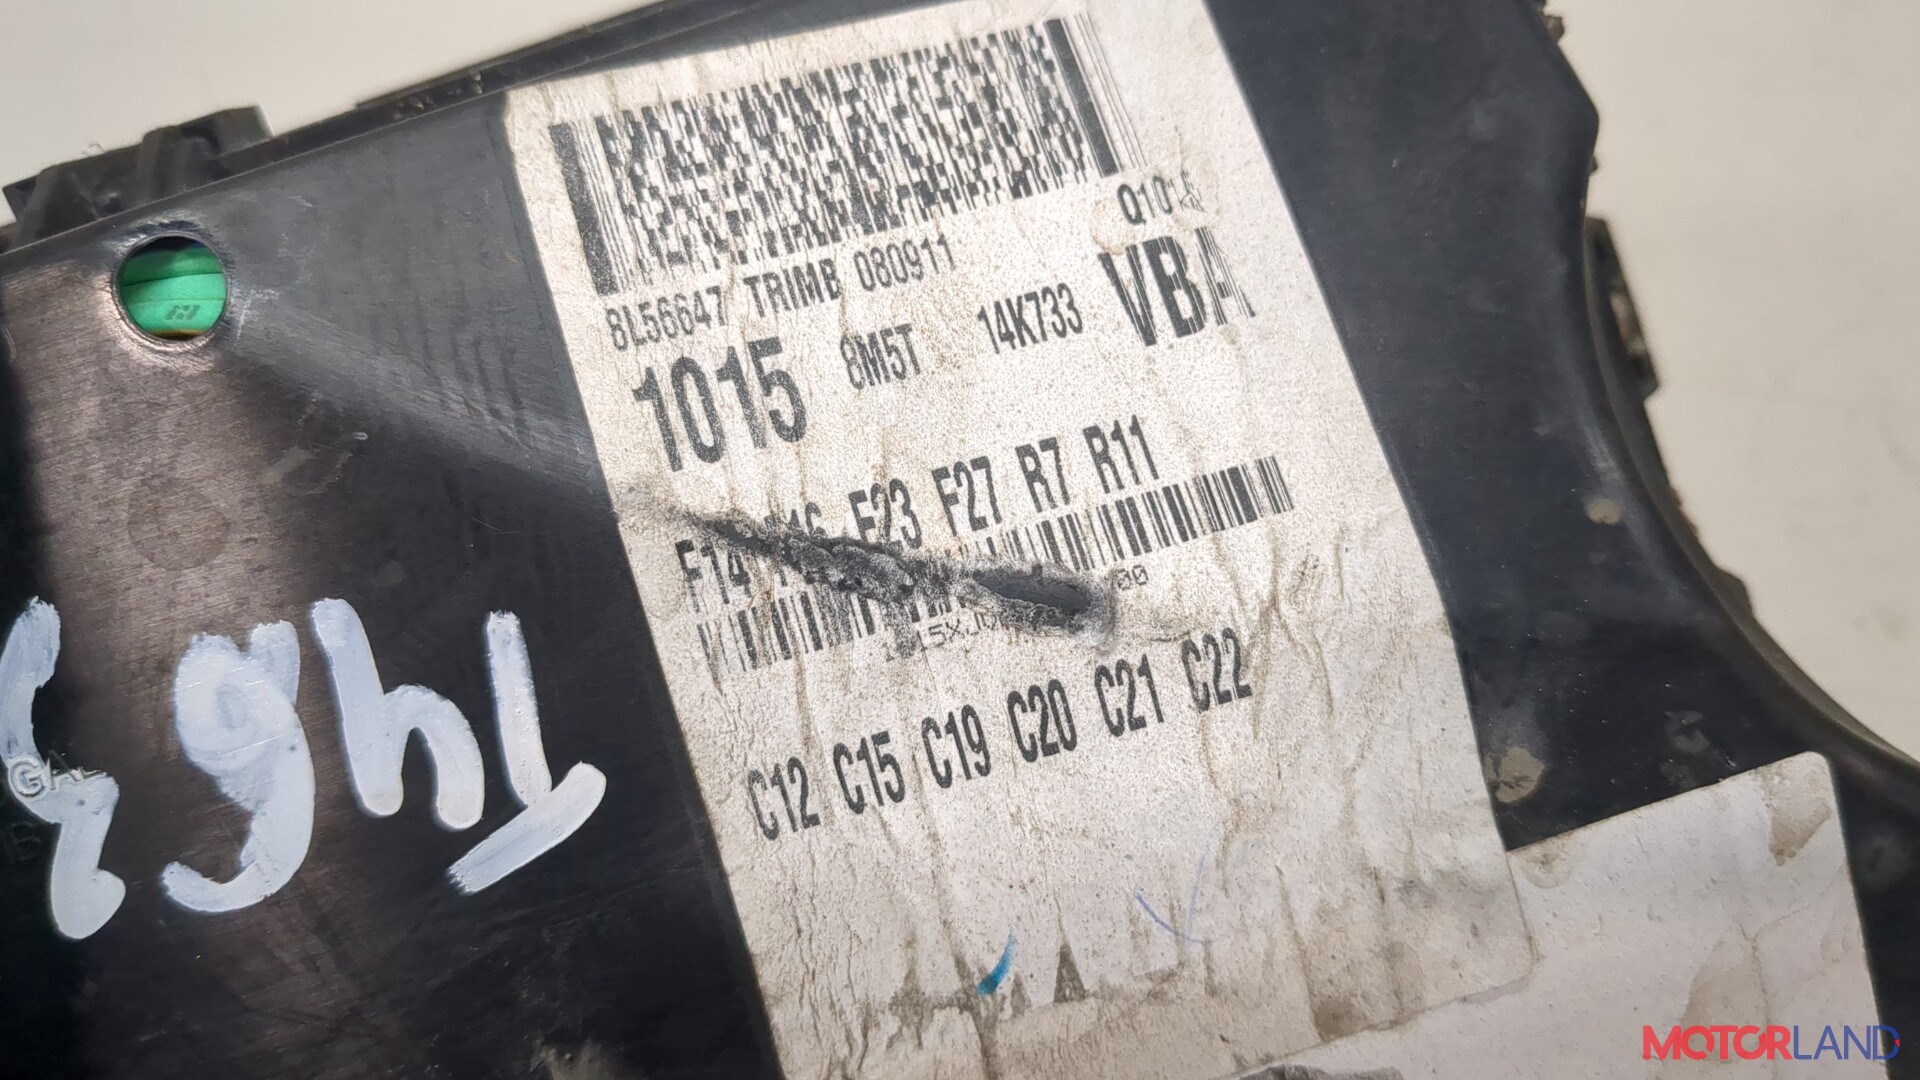 8L56647 TRIMB 080911
1015 8M5T 14K733 VBA
F14 F23 F27 R7 R11
00
C12 C15 C19 C20 C21 C22
MOTORLAND